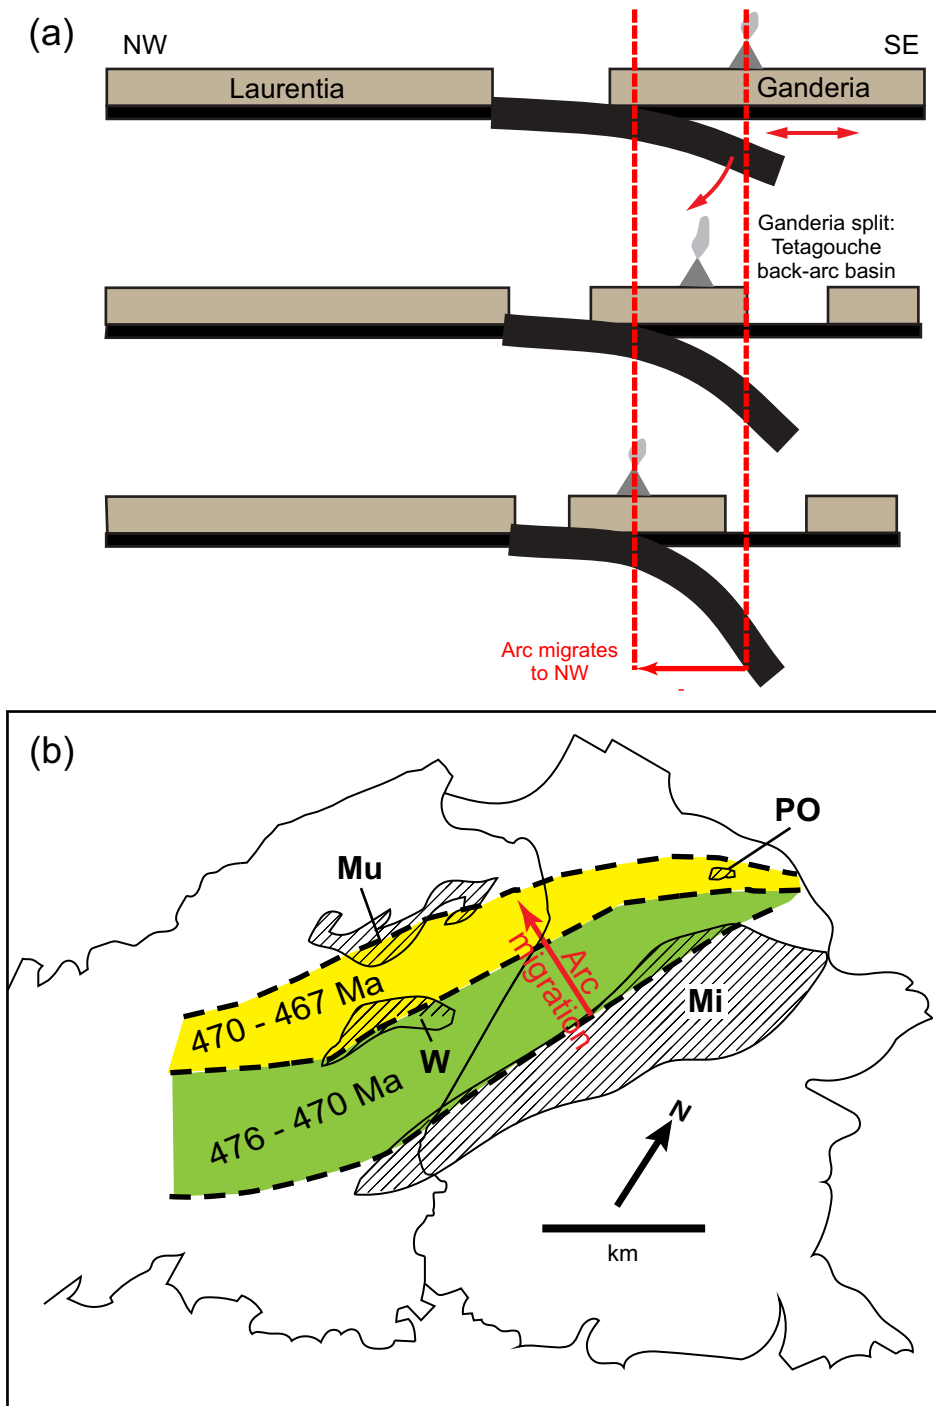 (a)
NW
SE
Laurentia
Ganderia
Ganderia split:
Tetagouche
back-arc basin
Arc migrates
to NW
-
(b)
PO
Mu
Arc
migration
470 - 467 Ma
Mi
W
476 - 470 Ma
N
km